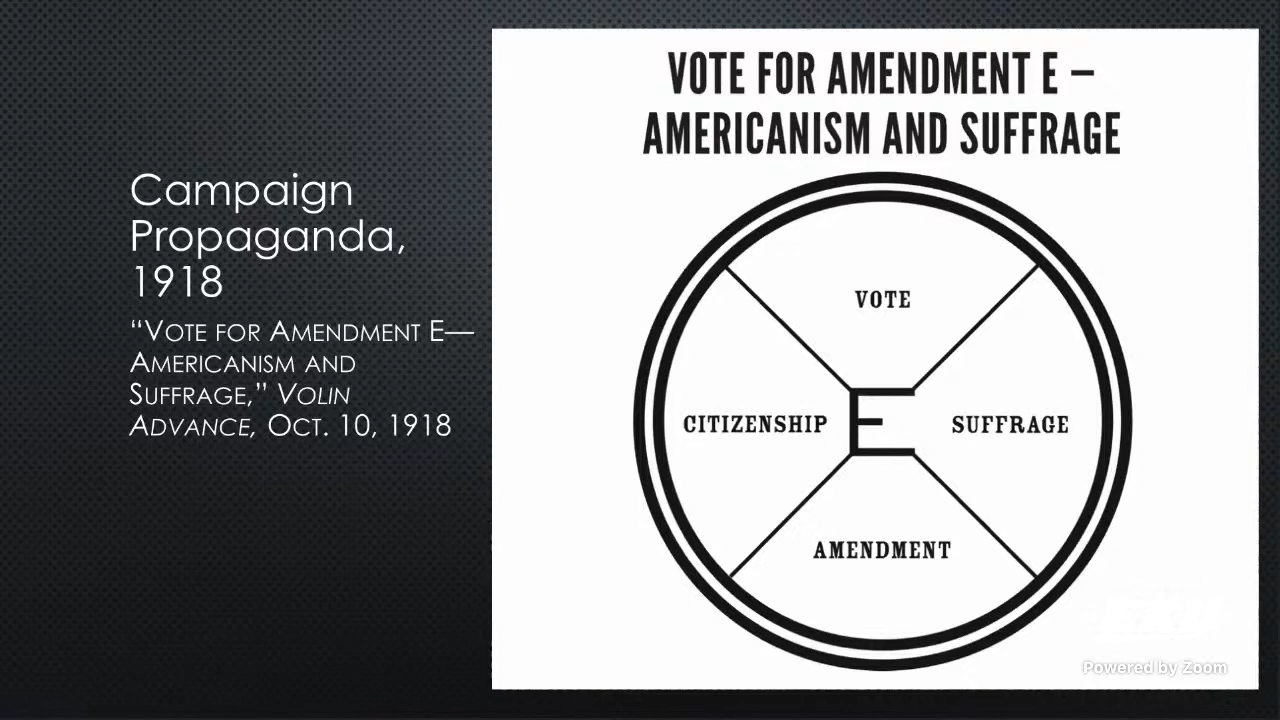 Campaign
Propaganda,
1918
“Vote for Amendment E—
Americanism and
Suffrage,” Volin
Advance, Oct. 10, 1918
VOTE FOR AMENDMENT E –
AMERICANISM AND SUFFRAGE
VOTE
CITIZENSHIP E SUFFRAGE
AMENDMENT
Powered by Zoom